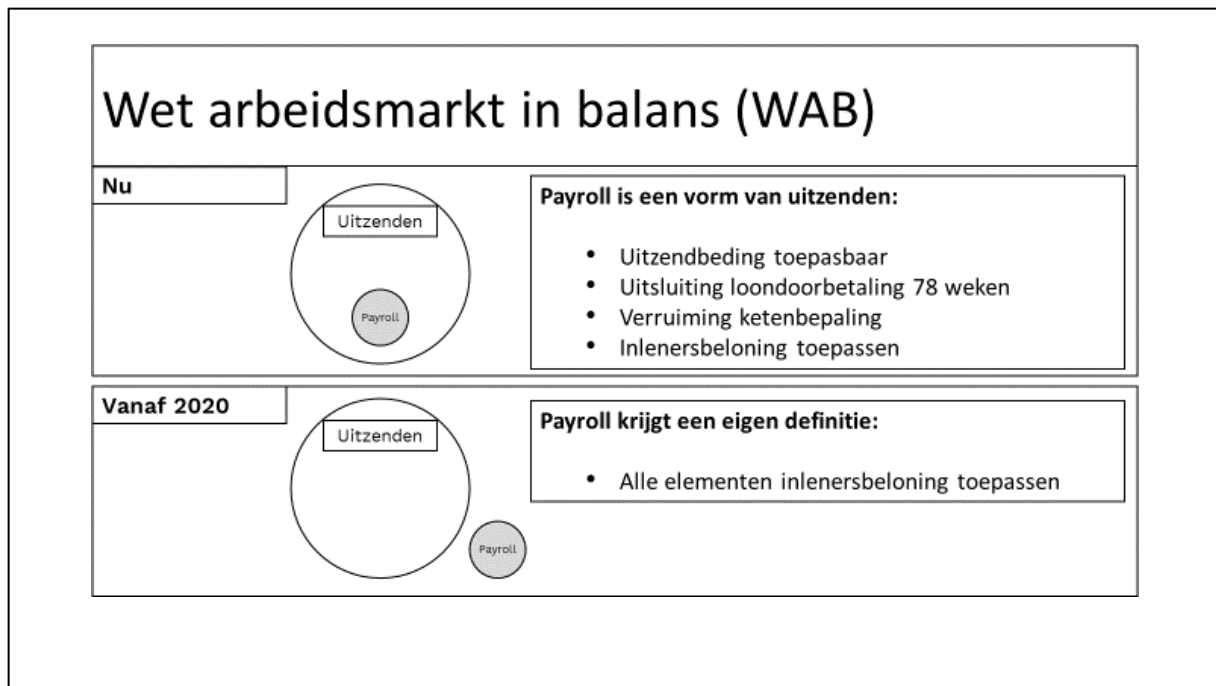 Wet arbeidsmarkt in balans (WAB)
Nu
Uitzenden
Payroll
Payroll is een vorm van uitzenden:
• Uitzendbeding toepasbaar
• Uitsluiting loondoorbetaling 78 weken
• Verruiming ketenbepaling
• Inlenersbeloning toepassen
Vanaf 2020
Uitzenden
Payroll
Payroll krijgt een eigen definitie:
• Alle elementen inlenersbeloning toepassen